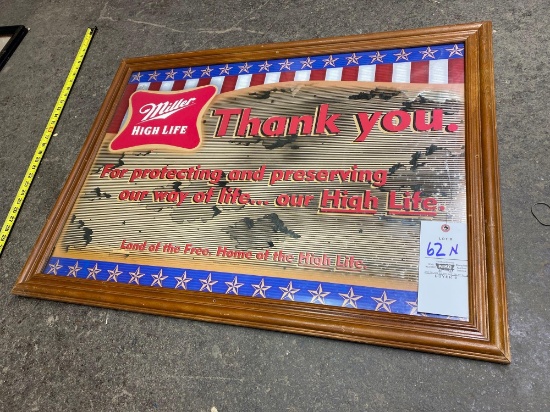 Miller
HIGH LIFE
Thank you.
For protecting and preserving
our way of life... our High Life.
Land of the Free. Home of the High Life.
LOT #
62 N